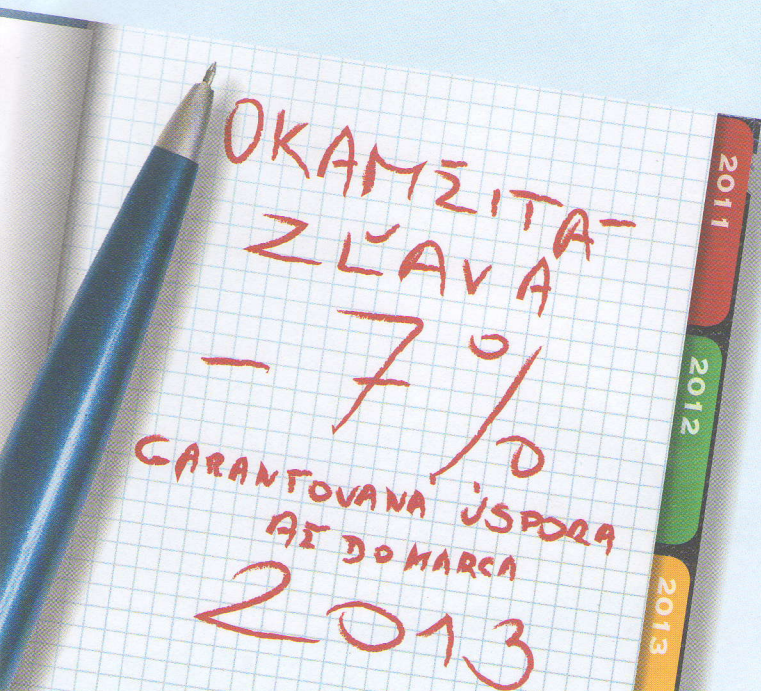 OKAMŽITÁ
ZĽAVA
- 7%
GARANTOVANÁ ÚSPORA
AŽ DO MARCA
2013
2011
2012
2013